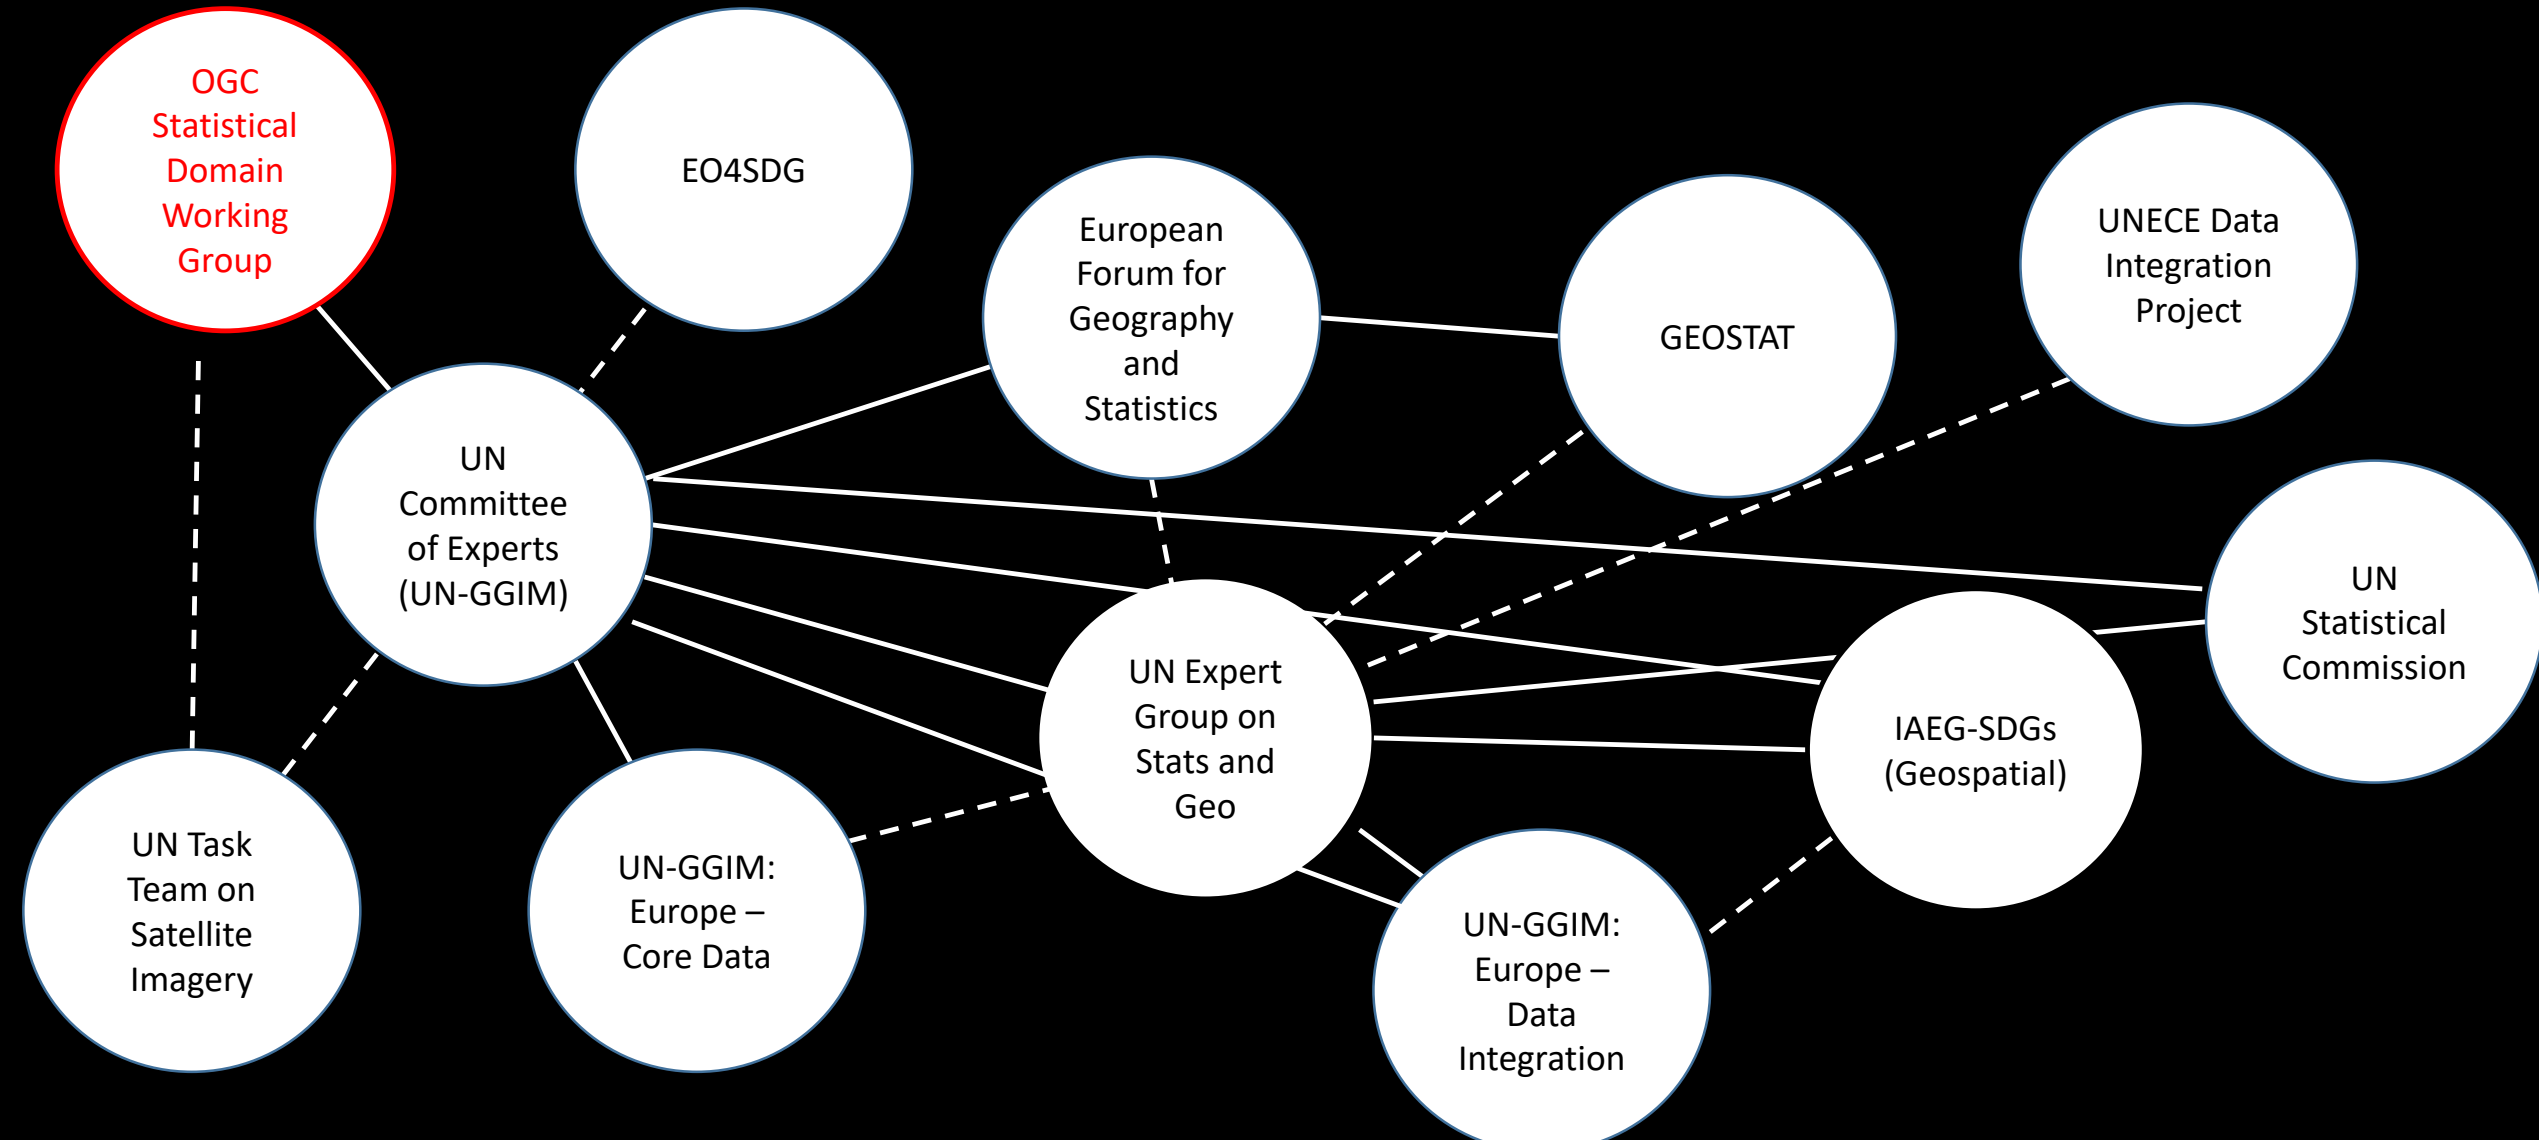 OGC
Statistical
Domain
Working
Group
EO4SDG
European
Forum for
Geography
and
Statistics
GEOSTAT
UNECE Data
Integration
Project
UN
Committee
of Experts
(UN-GGIM)
UN
Statistical
Commission
UN Expert
Group on
Stats and
Geo
IAEG-SDGs
(Geospatial)
UN Task
Team on
Satellite
Imagery
UN-GGIM:
Europe –
Core Data
UN-GGIM:
Europe –
Data
Integration